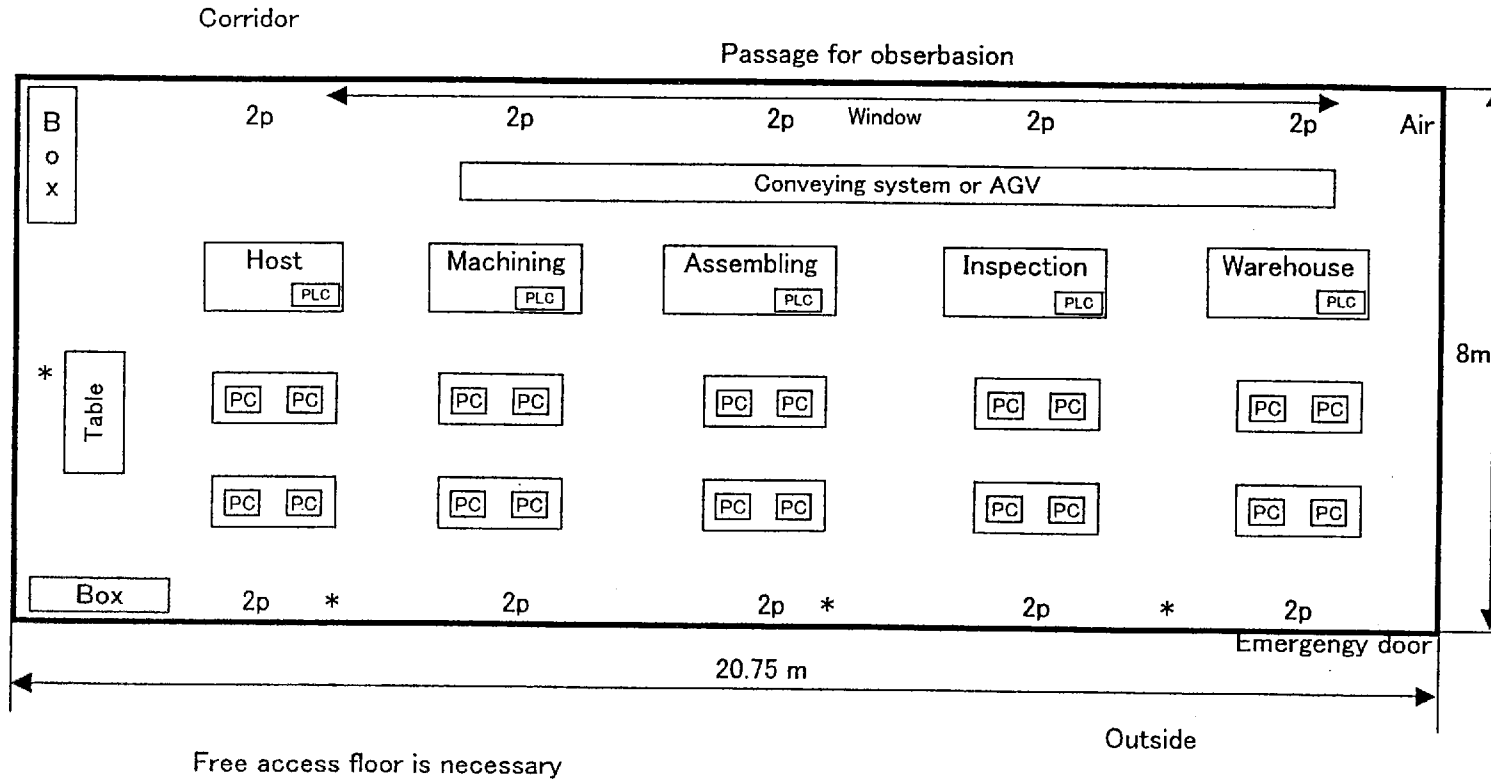 Corridor
Passage for obserbasion
Box
2p 2p 2p Window 2p 2p Air
Conveying system or AGV
Host Machining Assembling Inspection Warehouse
PLC PLC PLC PLC PLC
8m
*
Table
PC PC PC PC PC PC PC PC PC PC
PC PC PC PC PC PC PC PC PC PC
Box
2p * 2p 2p * 2p * 2p
Emergengy door
20.75 m
Outside
Free access floor is necessary